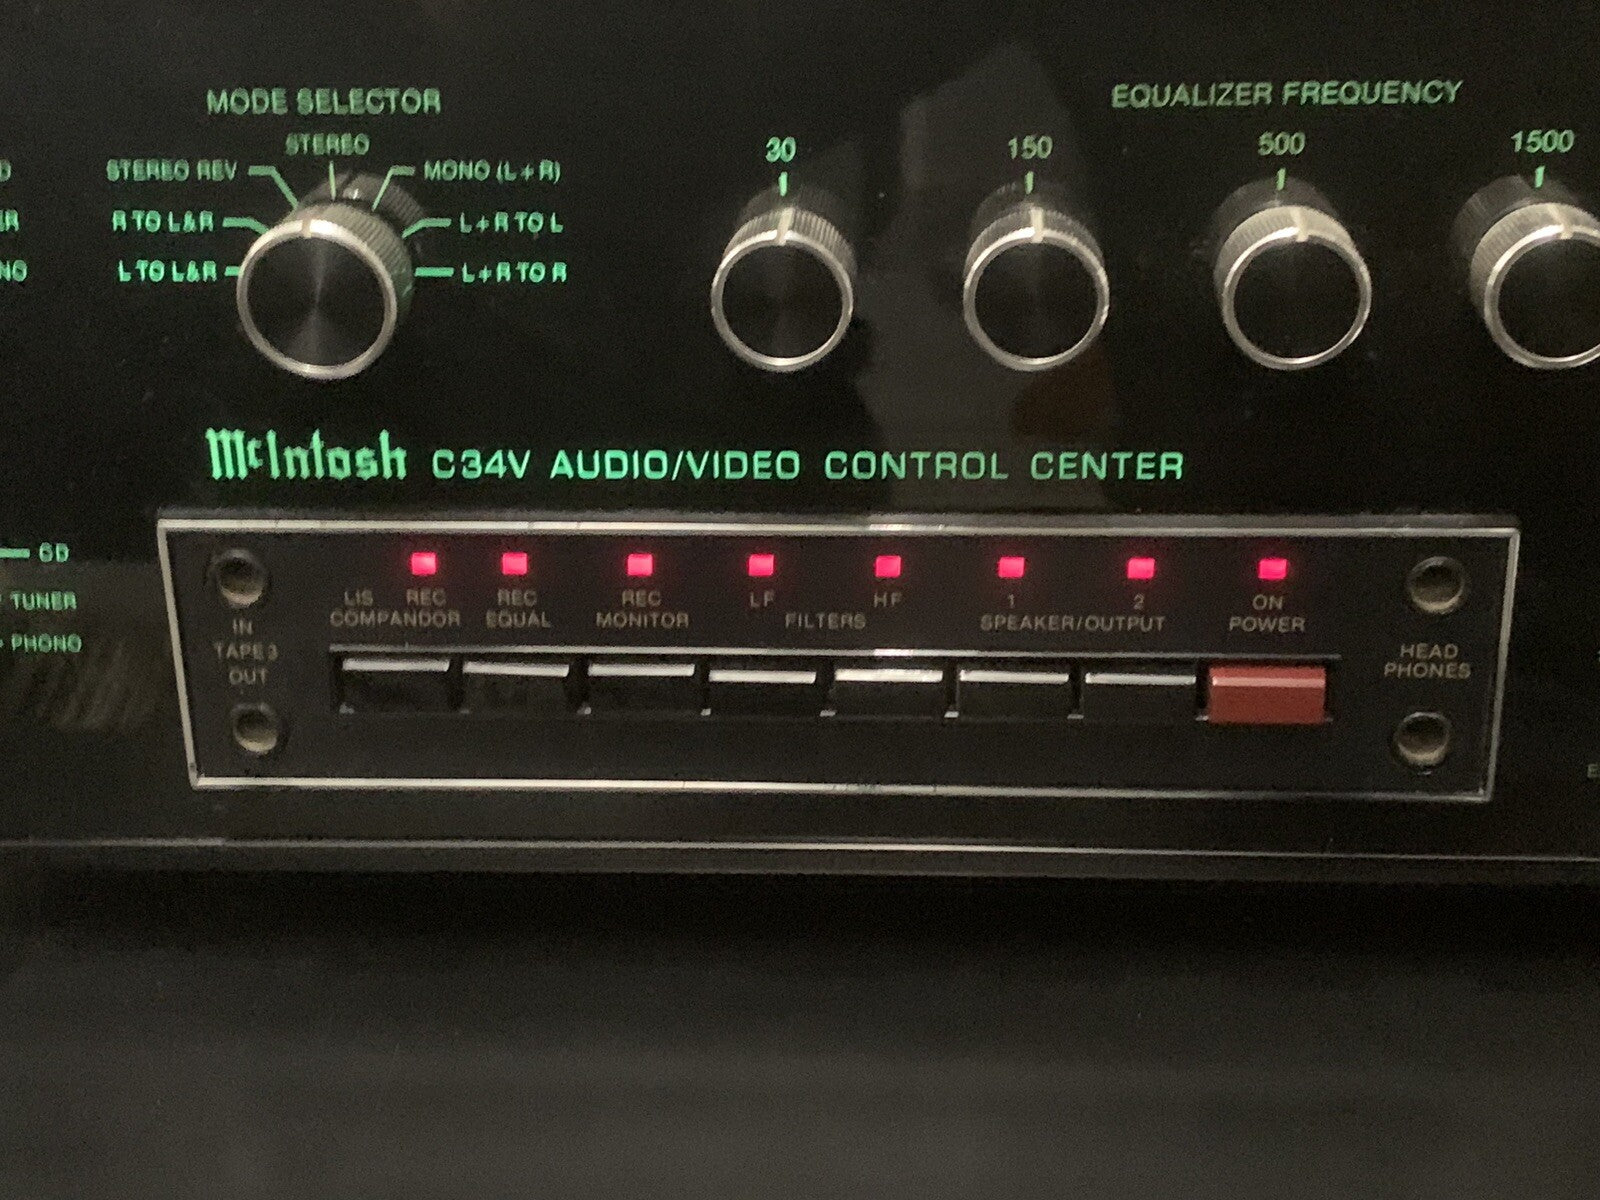 MODE SELECTOR
STEREO
STEREO REV
MONO (L+R)
R TO L&R
L+R TO L
L TO L&R
L+R TO R
EQUALIZER FREQUENCY
30
150
500
1500
McIntosh C34V AUDIO/VIDEO CONTROL CENTER
6D
TUNER
PHONO
IN
TAPE 3
OUT
LIS REC
COMPANDOR
REC
EQUAL
REC
MONITOR
LF HF
FILTERS
1 2
SPEAKER/OUTPUT
ON
POWER
HEAD
PHONES